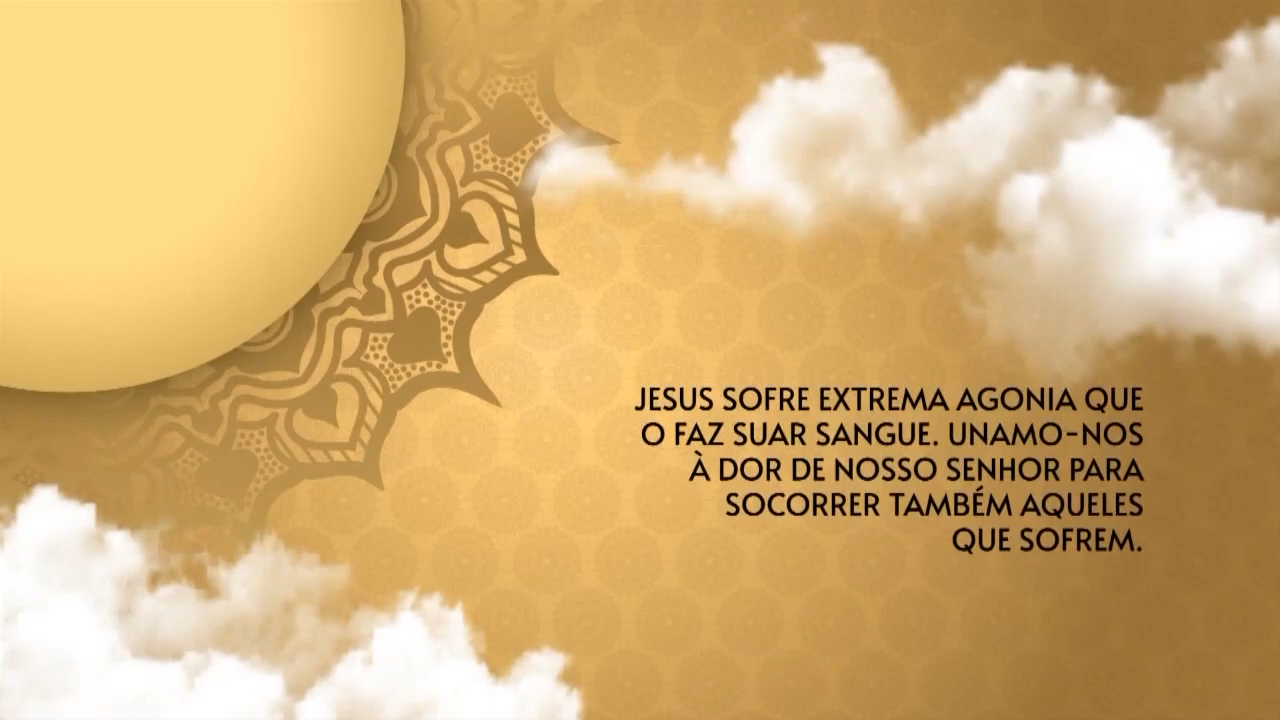 JESUS SOFRE EXTREMA AGONIA QUE
O FAZ SUAR SANGUE. UNAMO-NOS
À DOR DE NOSSO SENHOR PARA
SOCORRER TAMBÉM AQUELES
QUE SOFREM.